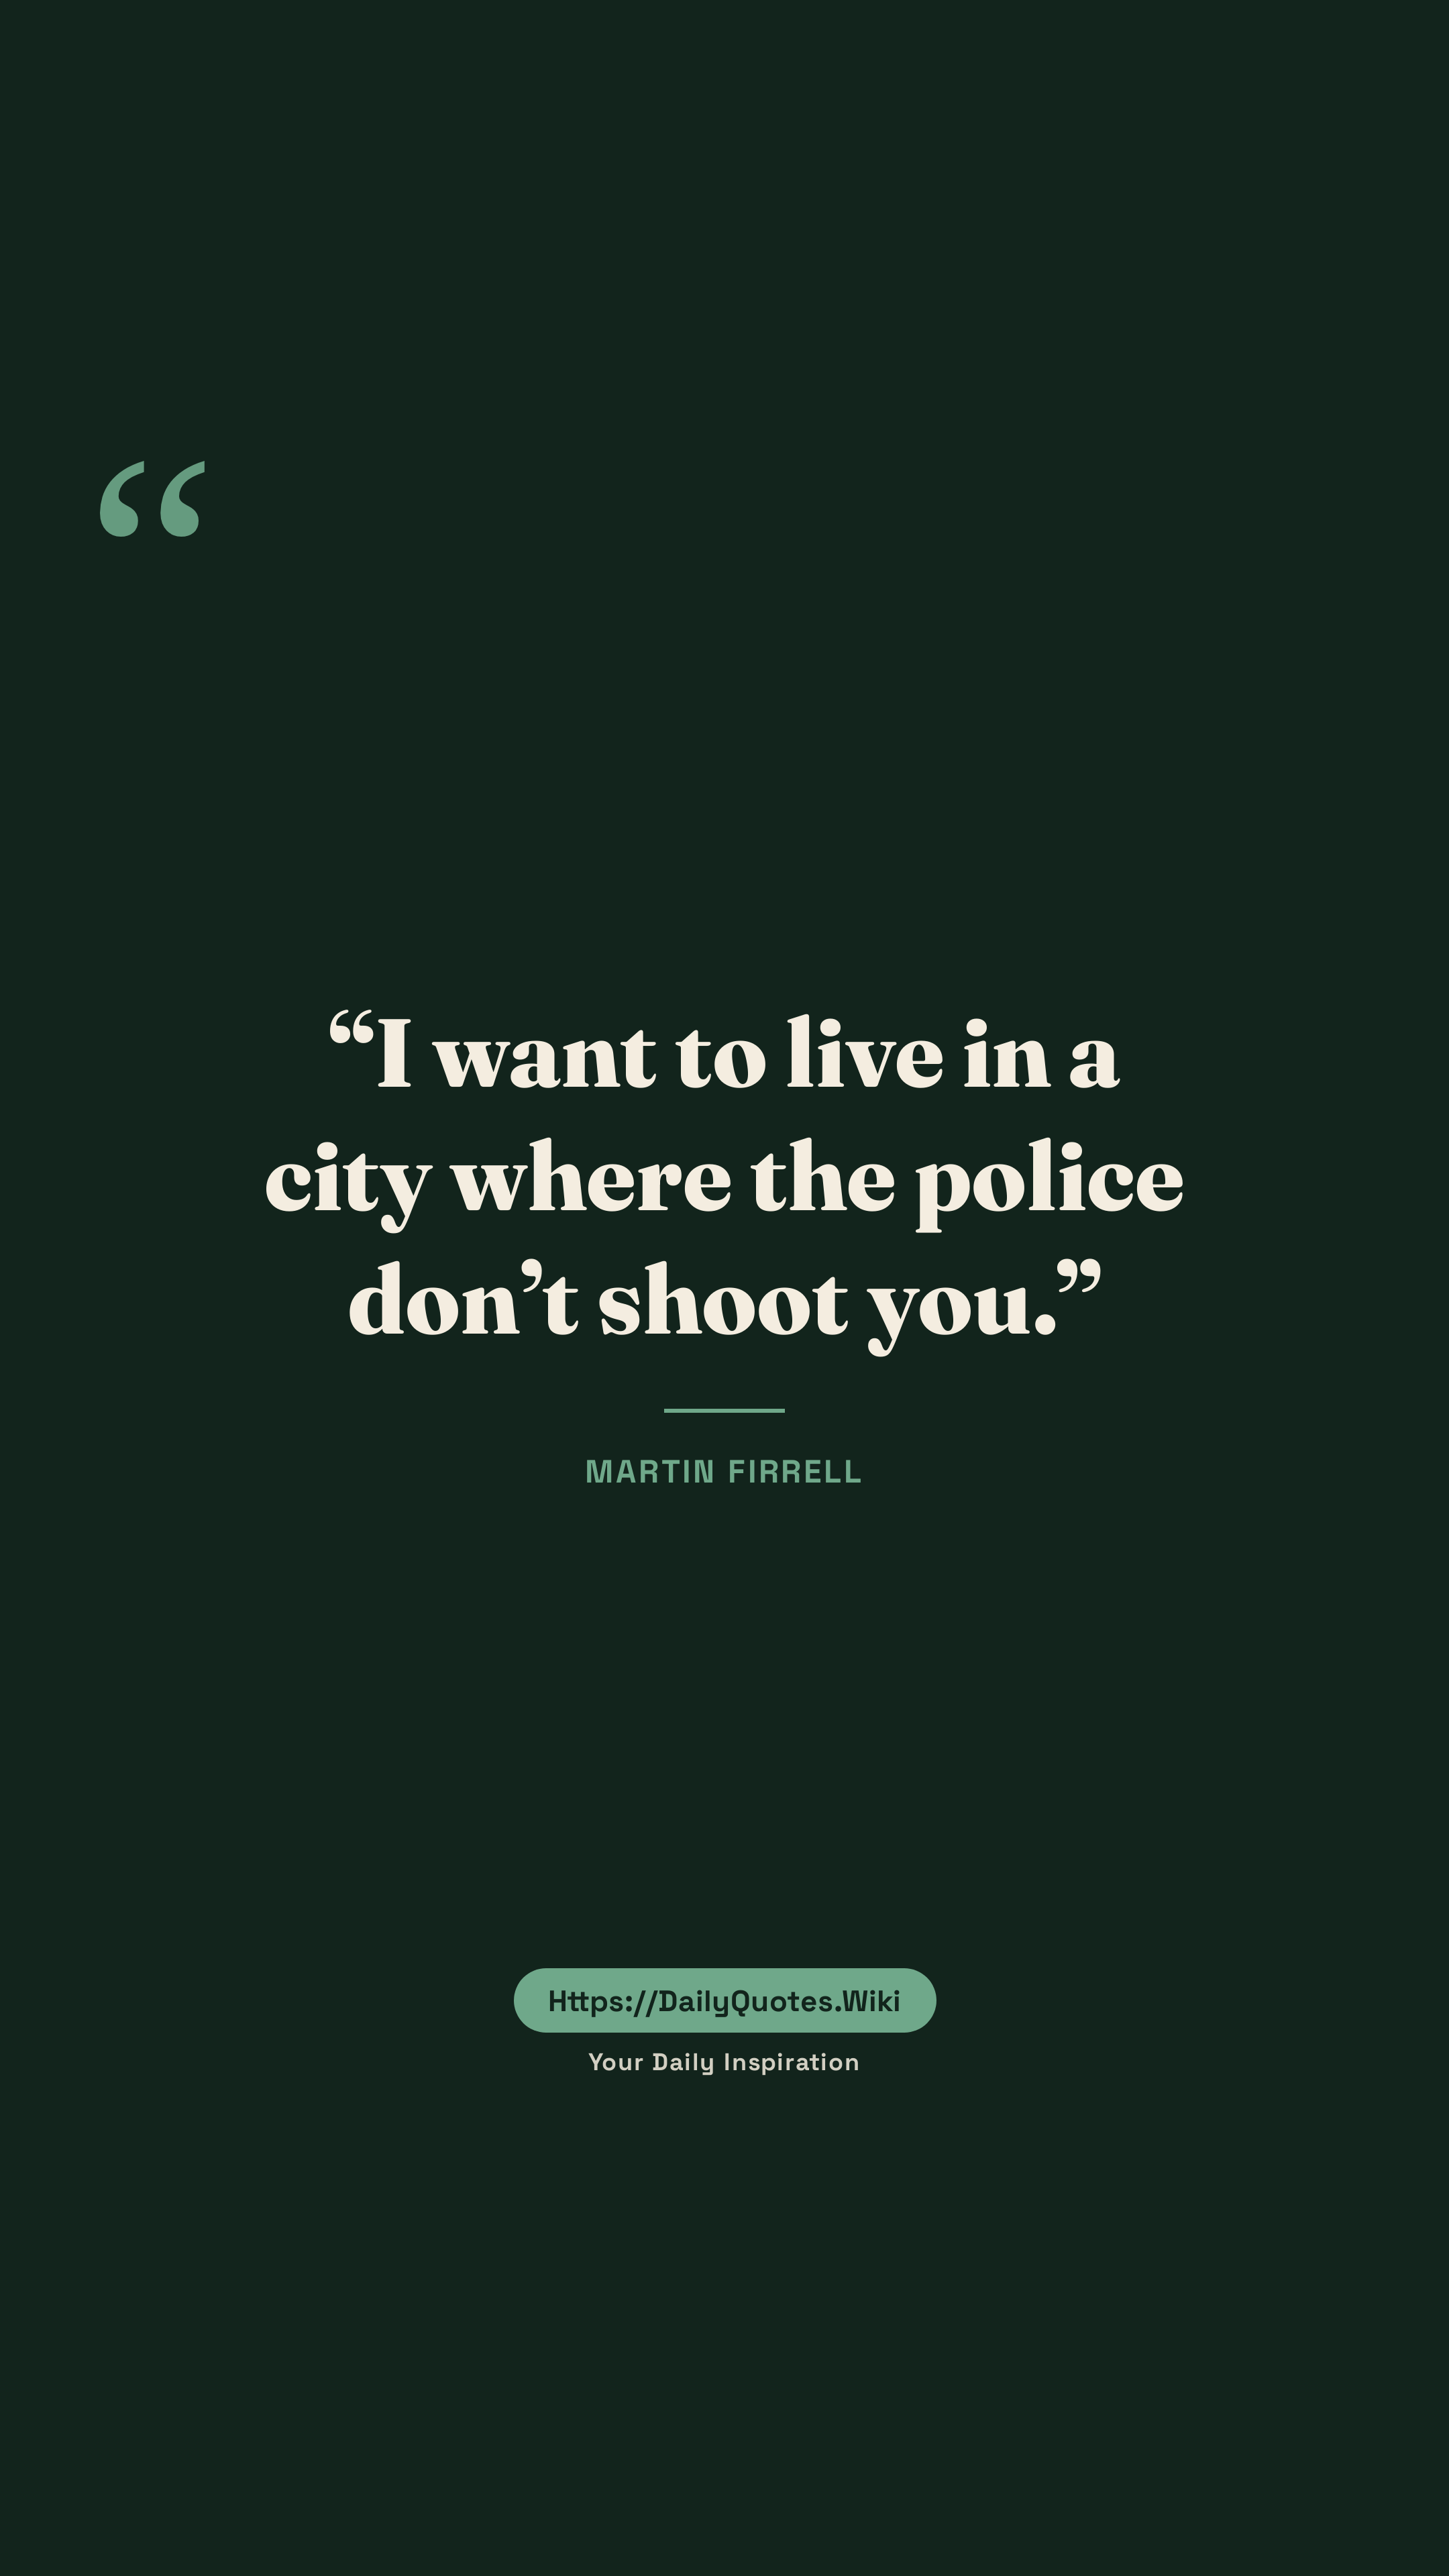 “
“I want to live in a
city where the police
don’t shoot you.”
MARTIN FIRRELL
Https://DailyQuotes.Wiki
Your Daily Inspiration